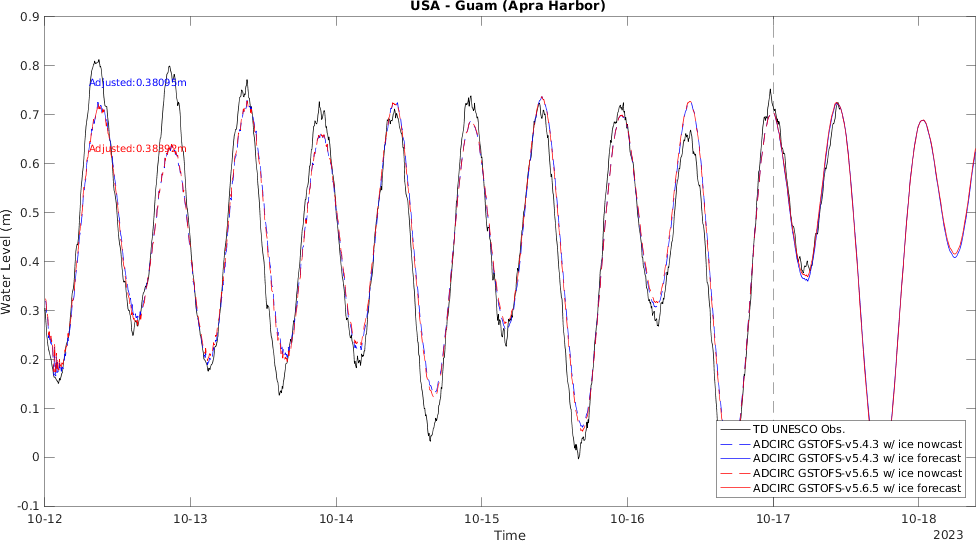 USA - Guam (Apra Harbor)
0.9
0.8
0.7
0.6
0.5
0.4
0.3
0.2
0.1
0
-0.1
Water Level (m)
Adjusted:0.38095m
Adjusted:0.38392m
TD UNESCO Obs.
ADCIRC GSTOFS-v5.4.3 w/ ice nowcast
ADCIRC GSTOFS-v5.4.3 w/ ice forecast
ADCIRC GSTOFS-v5.6.5 w/ ice nowcast
ADCIRC GSTOFS-v5.6.5 w/ ice forecast
10-12 10-13 10-14 10-15 10-16 10-17 10-18
Time
2023